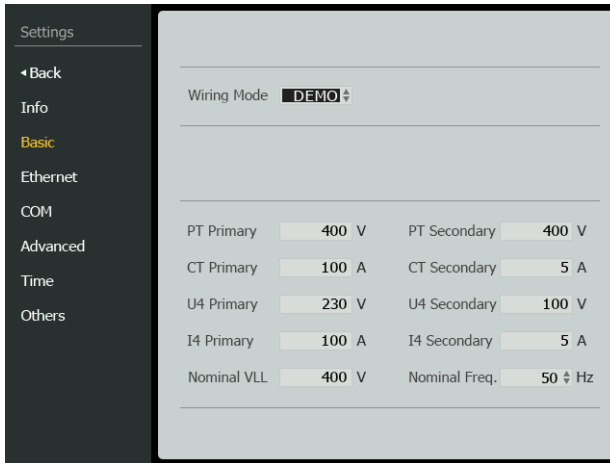 Settings
Back
Info
Basic
Ethernet
COM
Advanced
Time
Others
Wiring Mode DEMO
PT Primary 400 V PT Secondary 400 V
CT Primary 100 A CT Secondary 5 A
U4 Primary 230 V U4 Secondary 100 V
I4 Primary 100 A I4 Secondary 5 A
Nominal VLL 400 V Nominal Freq. 50 Hz